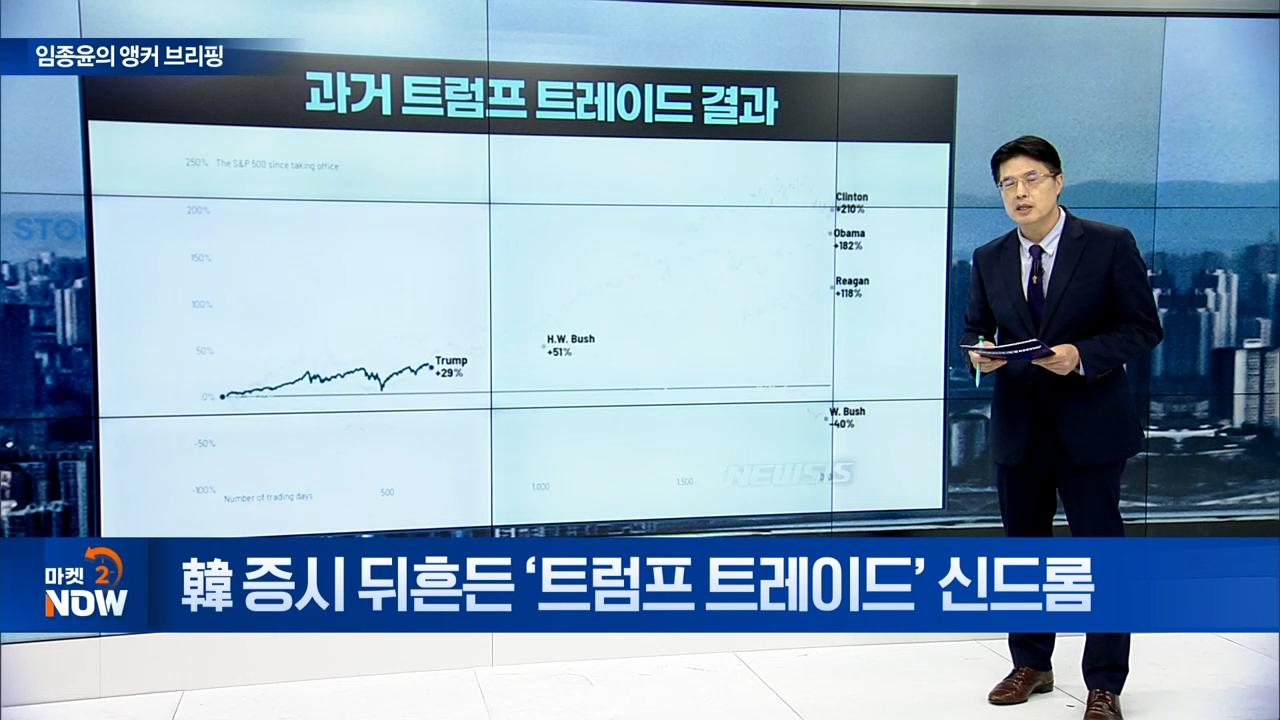 임종윤의 앵커 브리핑
과거 트럼프 트레이드 결과
250% The S&P 500 since taking office
200%
150%
100%
50%
0%
-50%
-100%
Number of trading days
500
1,000
1,500
Clinton
+210%
Obama
+182%
Reagan
+118%
H.W. Bush
+51%
Trump
+29%
W. Bush
-40%
NEWSIS
STO
마켓 2
NOW
韓 증시 뒤흔든 ‘트럼프 트레이드’ 신드롬